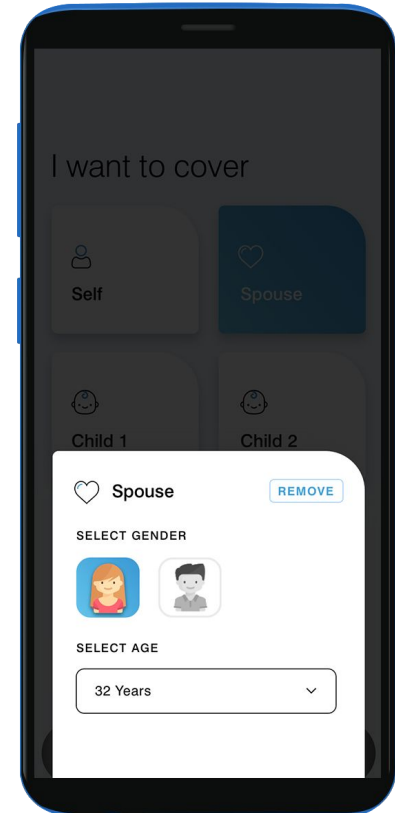 I want to cover
Self
Spouse
Child 1
Child 2
Spouse
REMOVE
SELECT GENDER
SELECT AGE
32 Years